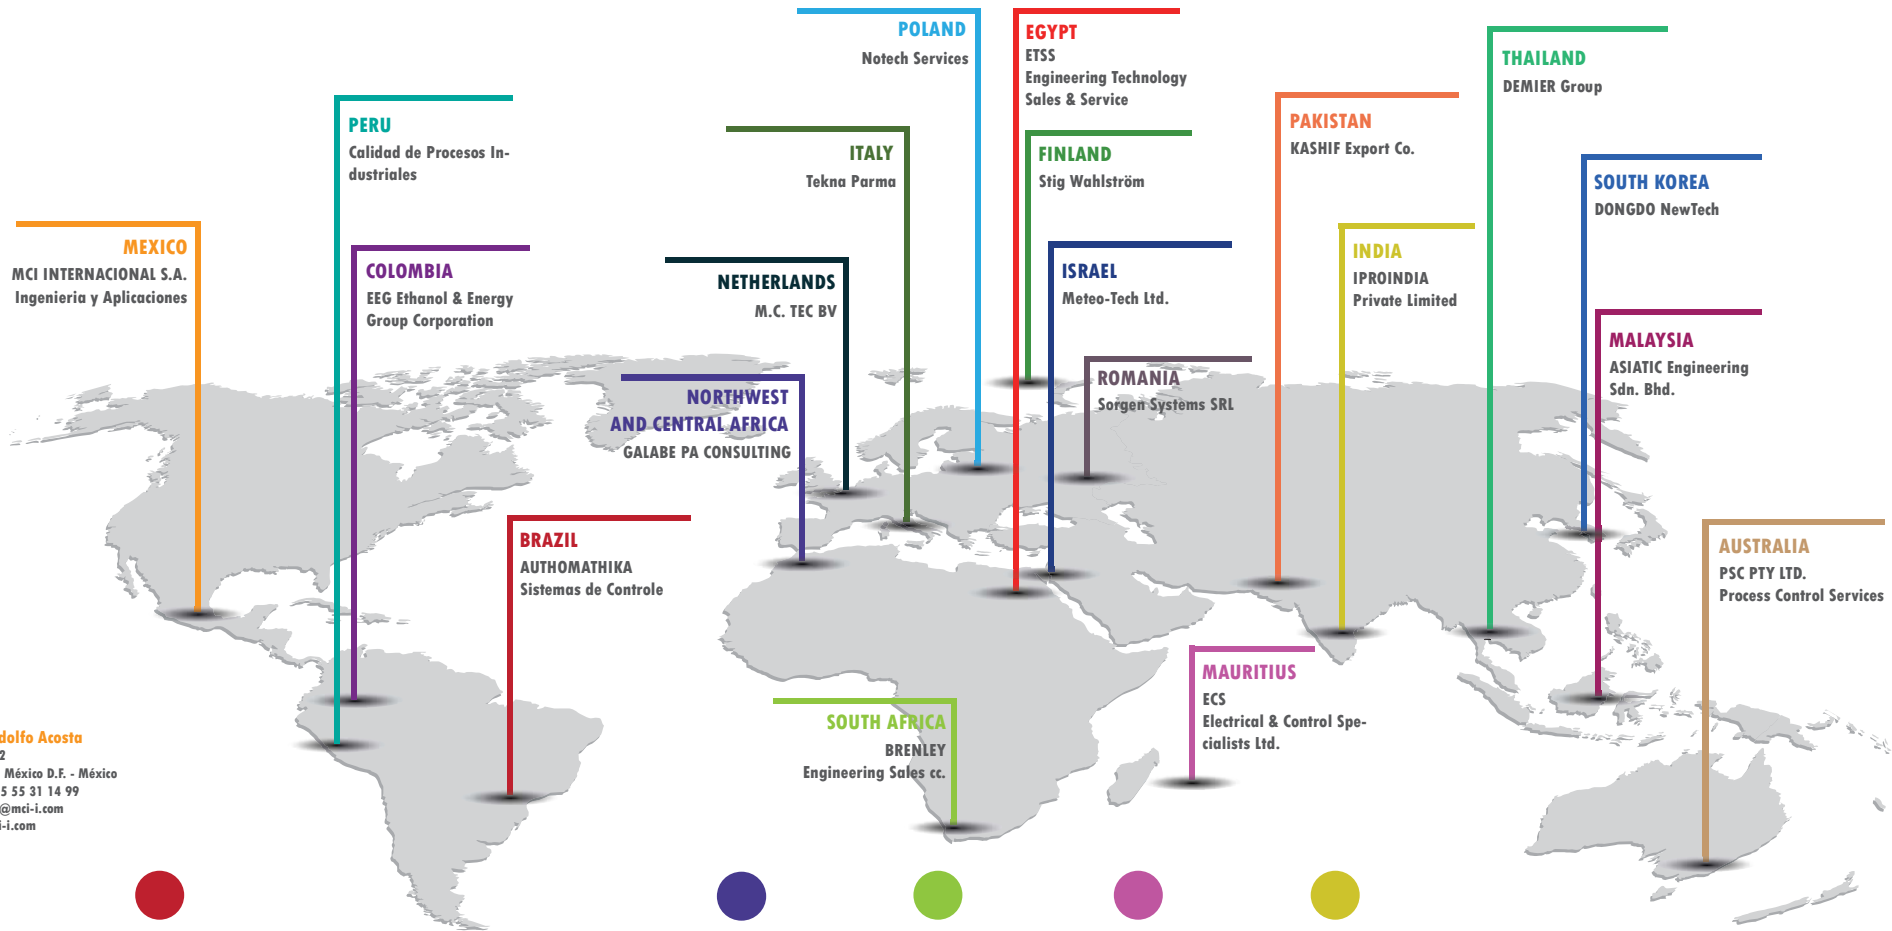 POLAND
Notech Services
EGYPT
ETSS
Engineering Technology
Sales & Service
THAILAND
DEMIER Group
PERU
Calidad de Procesos In-
dustriales
ITALY
Tekna Parma
FINLAND
Stig Wahlström
PAKISTAN
KASHIF Export Co.
SOUTH KOREA
DONGDO NewTech
MEXICO
MCI INTERNACIONAL S.A.
Ingenieria y Aplicaciones
COLOMBIA
EEG Ethanol & Energy
Group Corporation
NETHERLANDS
M.C. TEC BV
ISRAEL
Meteo-Tech Ltd.
INDIA
IPROINDIA
Private Limited
MALAYSIA
ASIATIC Engineering
Sdn. Bhd.
NORTHWEST
AND CENTRAL AFRICA
GALABE PA CONSULTING
ROMANIA
Sorgen Systems SRL
BRAZIL
AUTHOMATHIKA
Sistemas de Controle
AUSTRALIA
PSC PTY LTD.
Process Control Services
MAURITIUS
ECS
Electrical & Control Spe-
cialists Ltd.
SOUTH AFRICA
BRENLEY
Engineering Sales cc.
dolfo Acosta
2
México D.F. - México
5 55 31 14 99
@mci-i.com
i-i.com